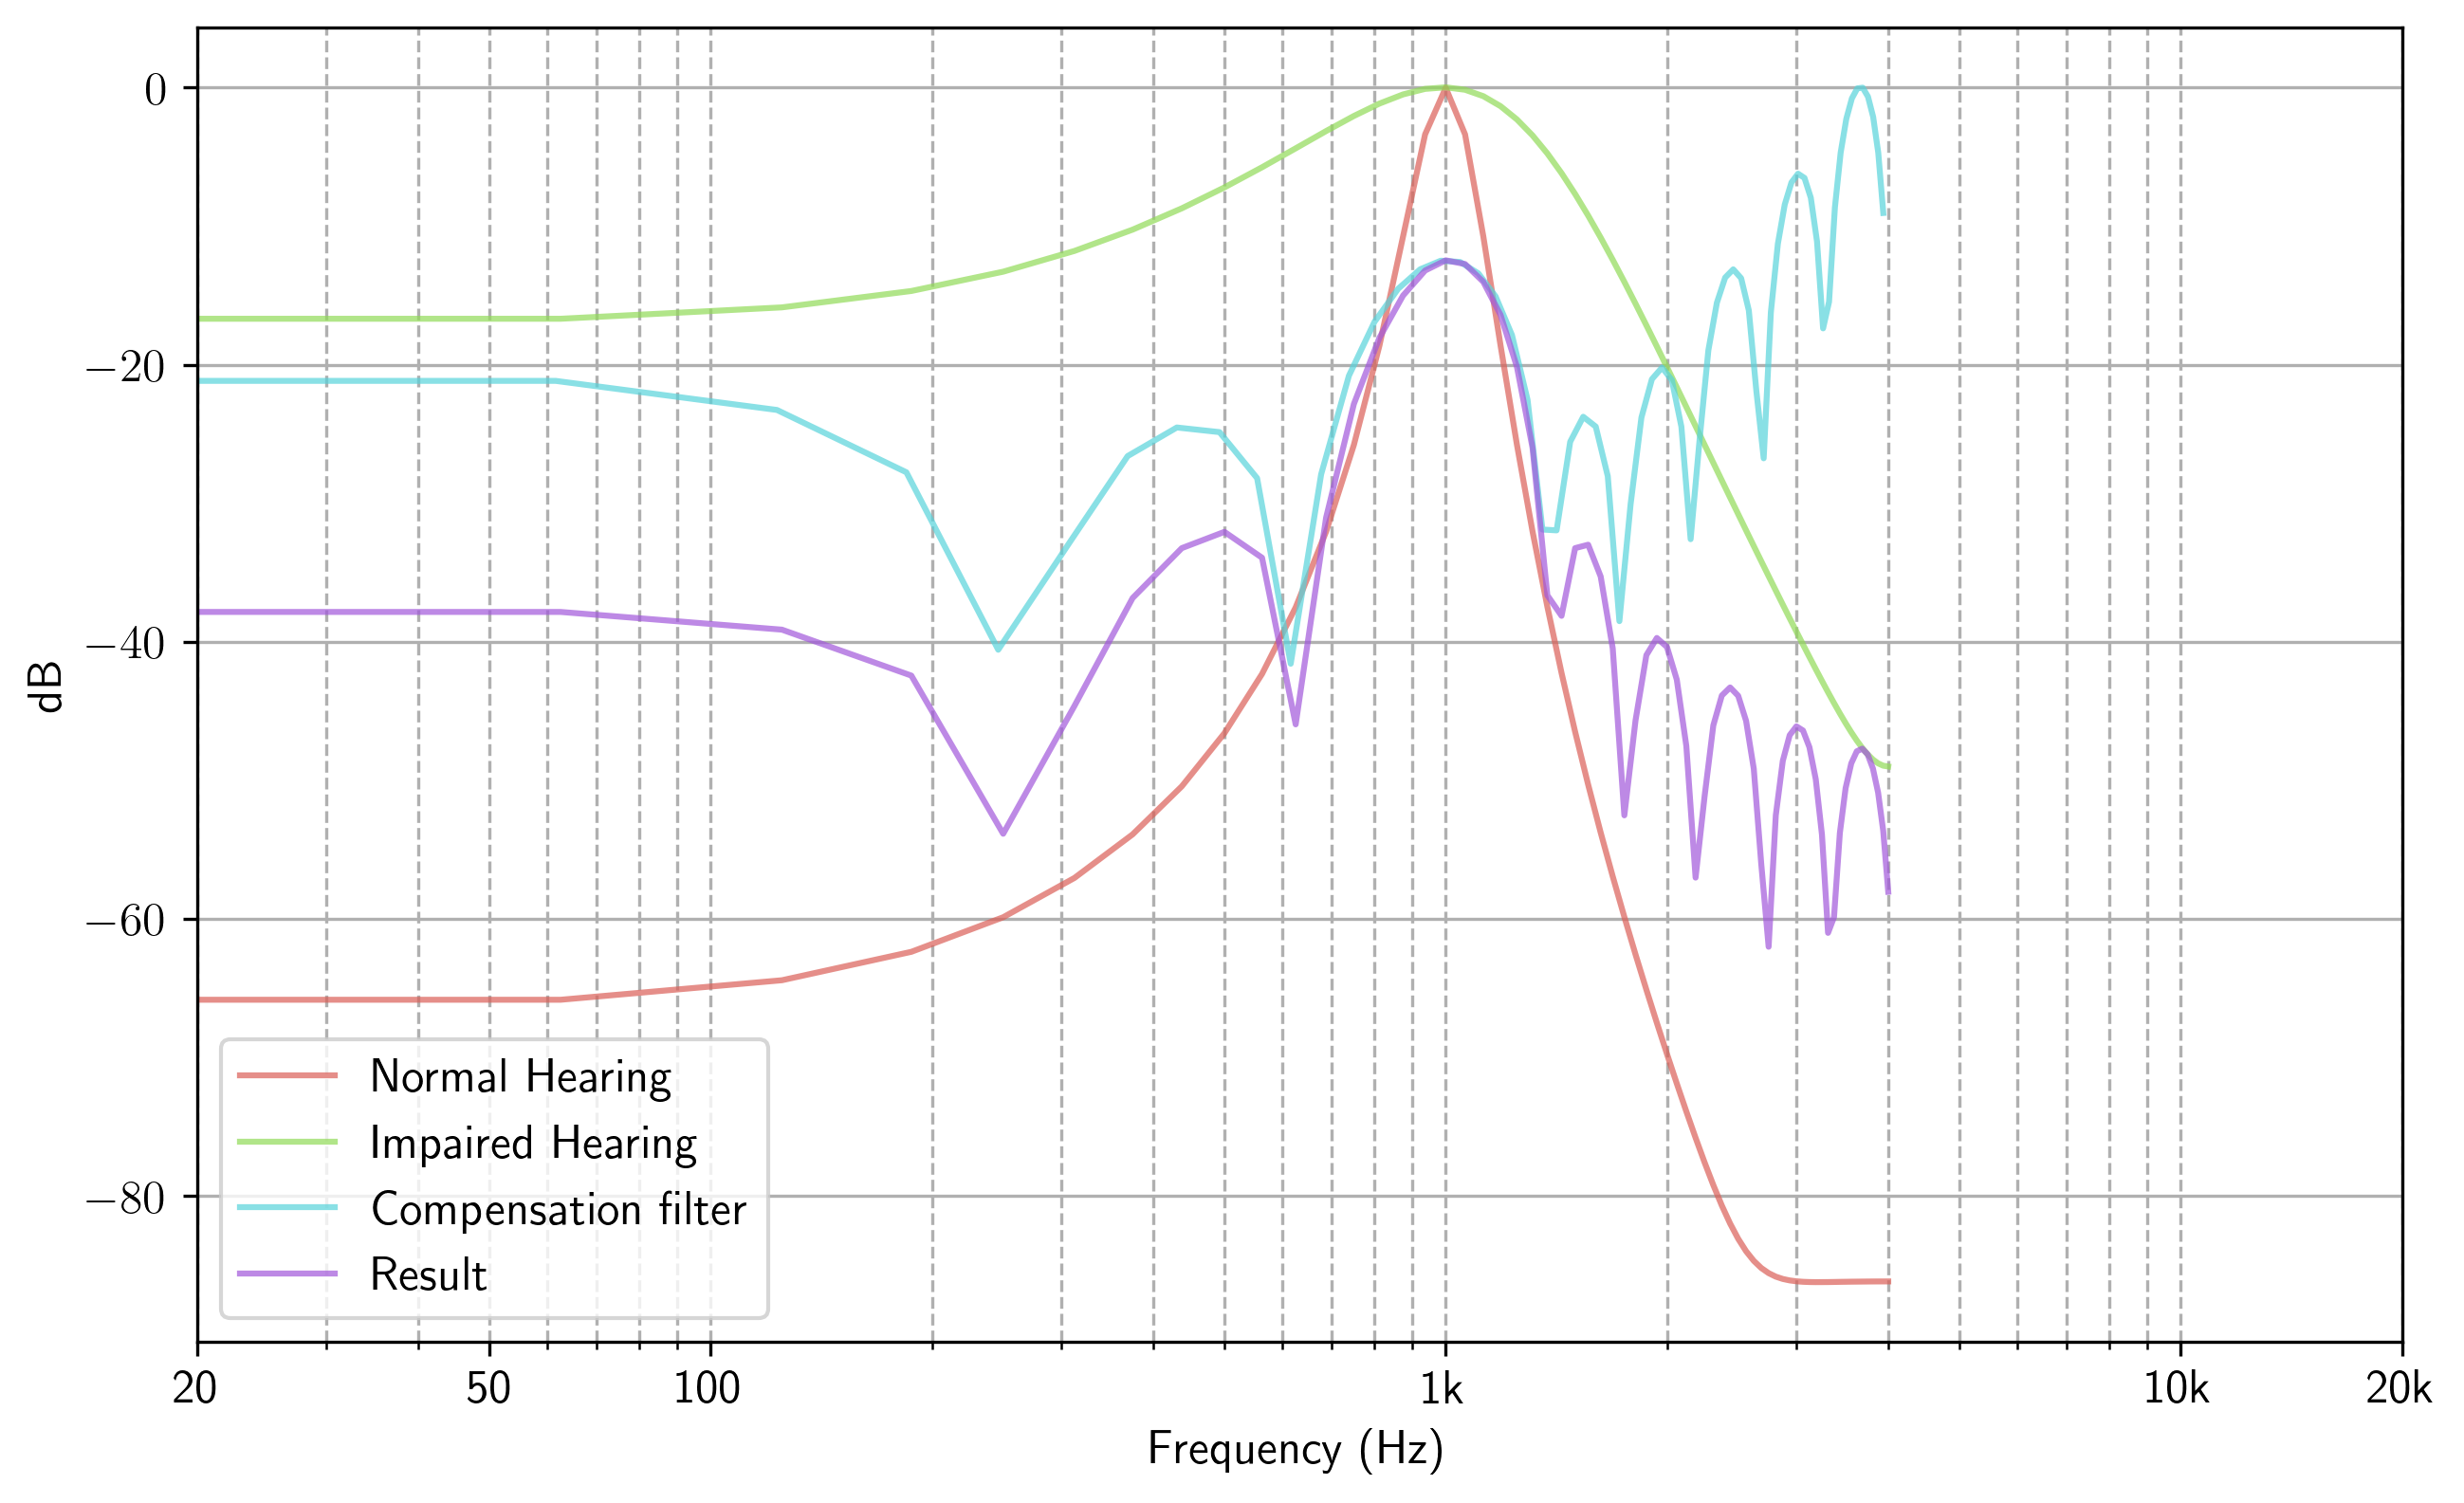 0
−20
−40
−60
−80
dB
Normal Hearing
Impaired Hearing
Compensation filter
Result
20 50 100 1k 10k 20k
Frequency (Hz)